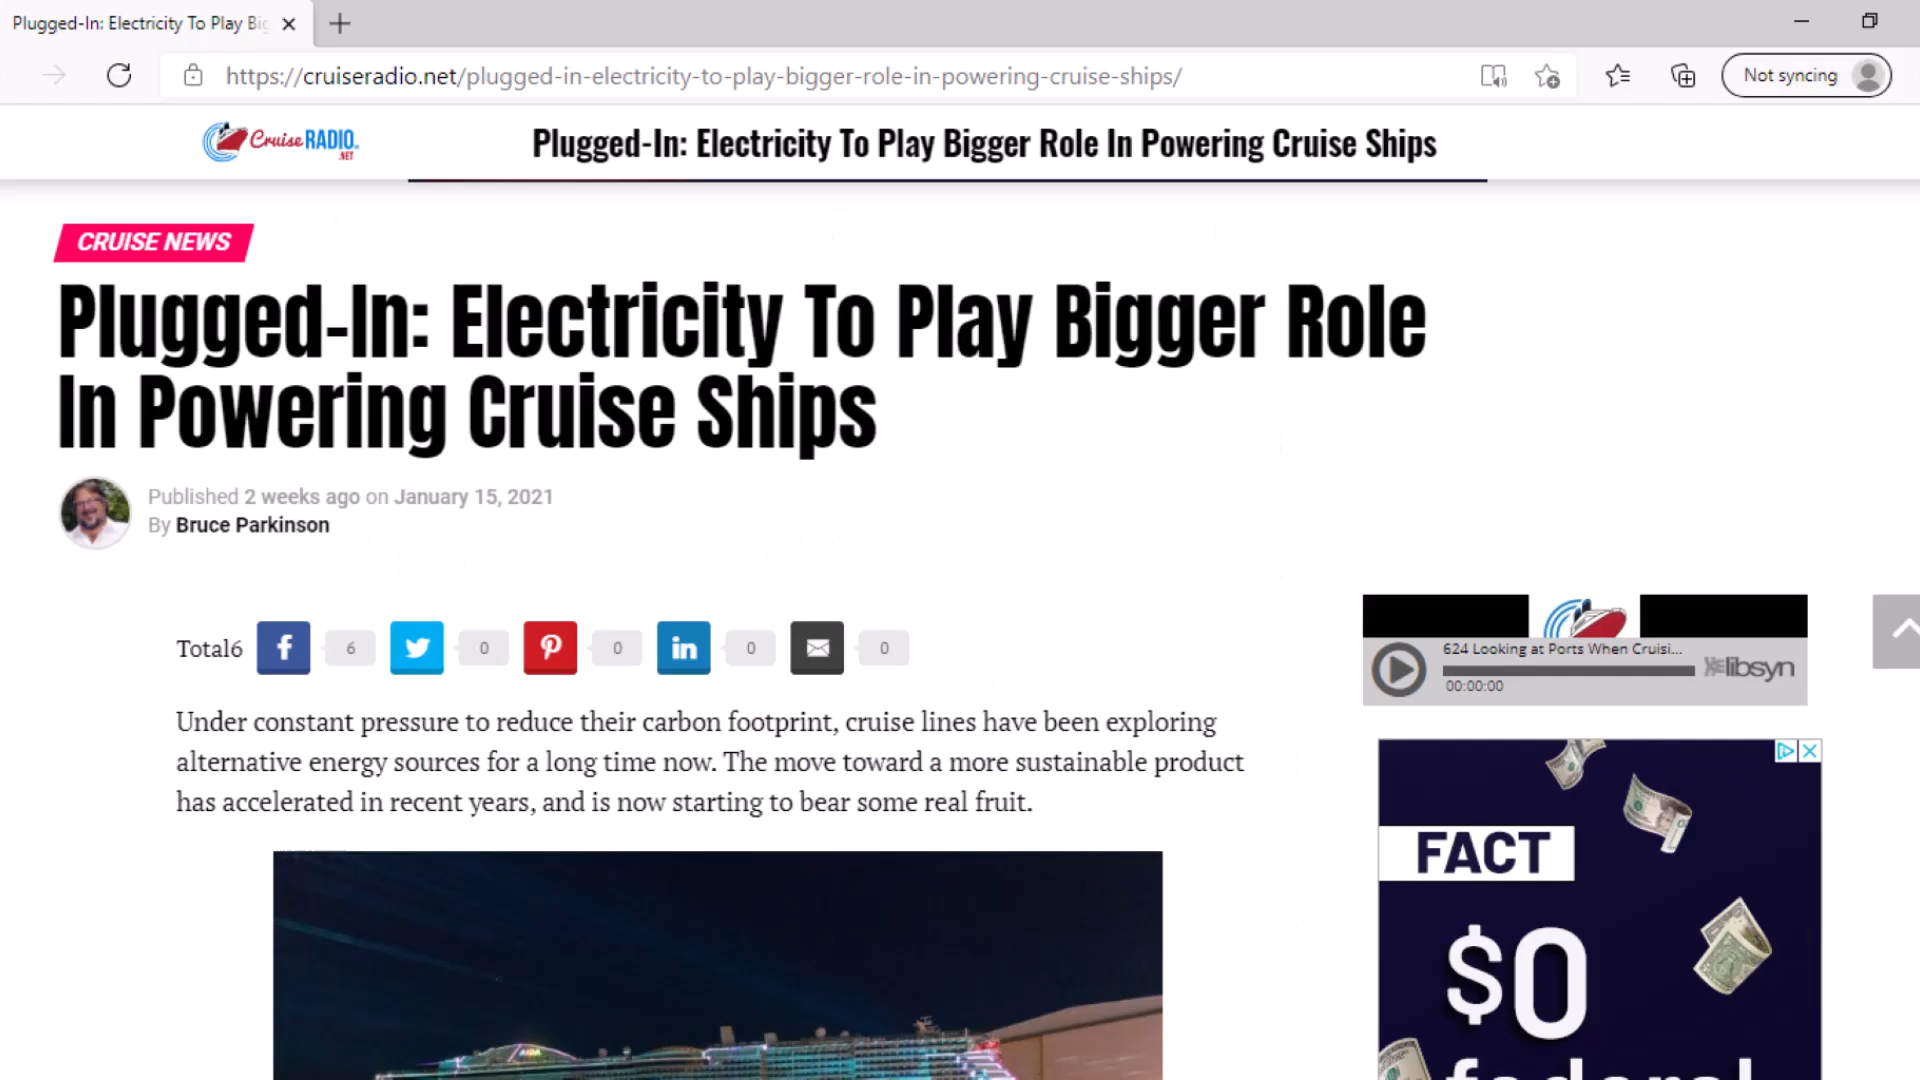 Plugged-In: Electricity To Play Big
https://cruiseradio.net/plugged-in-electricity-to-play-bigger-role-in-powering-cruise-ships/
Not syncing
Cruise RADIO
.NET
Plugged-In: Electricity To Play Bigger Role In Powering Cruise Ships
CRUISE NEWS
Plugged-In: Electricity To Play Bigger Role
In Powering Cruise Ships
Published 2 weeks ago on January 15, 2021
By Bruce Parkinson
Total6 6 0 0 0 0
624 Looking at Ports When Cruisi...
libsyn
00:00:00
Under constant pressure to reduce their carbon footprint, cruise lines have been exploring
alternative energy sources for a long time now. The move toward a more sustainable product
has accelerated in recent years, and is now starting to bear some real fruit.
FACT
$0
federal
AIDA